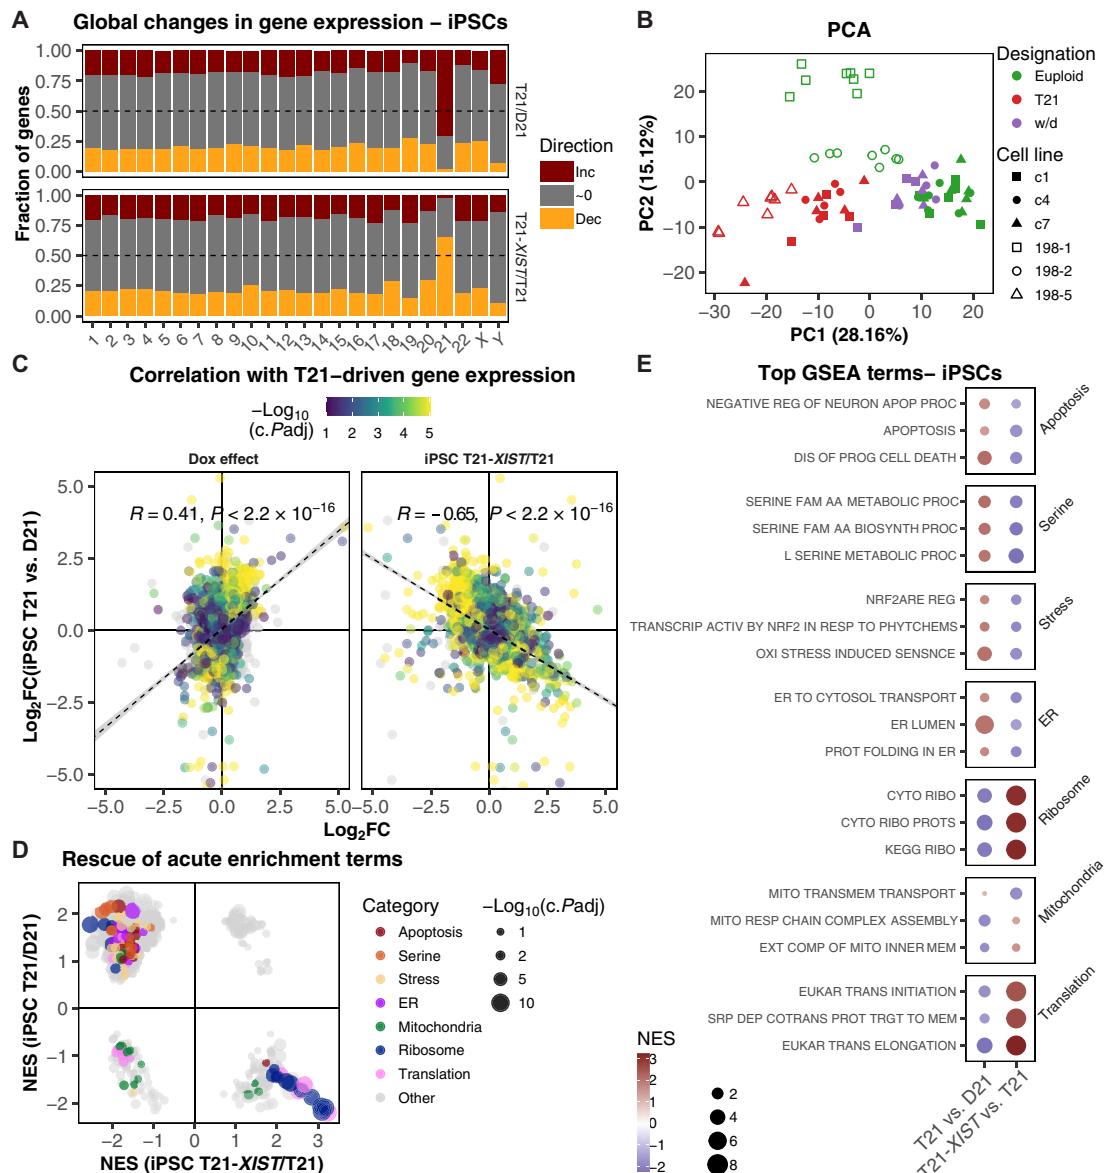 A
Global changes in gene expression – iPSCs
Fraction of genes
1.00
0.75
0.50
0.25
0.00
T21/D21
1.00
0.75
0.50
0.25
0.00
T21-XIST/T21
1 2 3 4 5 6 7 8 9 10 11 12 13 14 15 16 17 18 19 20 21 22 X Y
Direction
Inc
~0
Dec
B
PCA
PC2 (15.12%)
20
10
0
−10
−20
−30 −20 −10 0 10 20
PC1 (28.16%)
Designation
Euploid
T21
w/d
Cell line
c1
c4
c7
198-1
198-2
198-5
C
Correlation with T21–driven gene expression
−Log10
(c.Padj)
1 2 3 4 5
Dox effect
iPSC T21-XIST/T21
R = 0.41, P < 2.2 × 10−16
R = −0.65, P < 2.2 × 10−16
Log2FC(iPSC T21 vs. D21)
5.0
2.5
0.0
−2.5
−5.0
−5.0 −2.5 0.0 2.5 5.0
−5.0 −2.5 0.0 2.5 5.0
Log2FC
D
Rescue of acute enrichment terms
NES (iPSC T21/D21)
2
1
0
−1
−2
−2 −1 0 1 2 3
NES (iPSC T21-XIST/T21)
Category
Apoptosis
Serine
Stress
ER
Mitochondria
Ribosome
Translation
Other
−Log10(c.Padj)
1
2
5
10
E
Top GSEA terms– iPSCs
NEGATIVE REG OF NEURON APOP PROC
APOPTOSIS
DIS OF PROG CELL DEATH
Apoptosis
SERINE FAM AA METABOLIC PROC
SERINE FAM AA BIOSYNTH PROC
L SERINE METABOLIC PROC
Serine
NRF2ARE REG
TRANSCRIP ACTIV BY NRF2 IN RESP TO PHYTCHEMS
OXI STRESS INDUCED SENSNCE
Stress
ER TO CYTOSOL TRANSPORT
ER LUMEN
PROT FOLDING IN ER
ER
CYTO RIBO
CYTO RIBO PROTS
KEGG RIBO
Ribosome
MITO TRANSMEM TRANSPORT
MITO RESP CHAIN COMPLEX ASSEMBLY
EXT COMP OF MITO INNER MEM
Mitochondria
EUKAR TRANS INITIATION
SRP DEP COTRANS PROT TRGT TO MEM
EUKAR TRANS ELONGATION
Translation
T21 vs. D21
T21-XIST vs. T21
NES
3
2
1
0
−1
−2
2
4
6
8